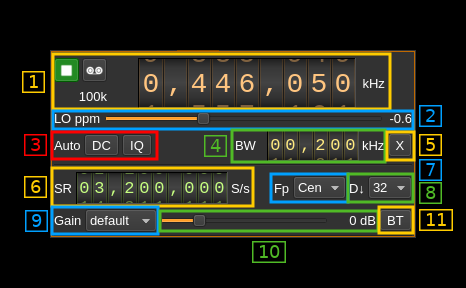 1 0,446,050 kHz
100k
LO ppm -0.6 2
3 Auto DC IQ 4 BW 00,200 kHz X 5
7
6 SR 03,200,000 S/s Fp Cen D↓ 32 8
9 Gain default 0 dB BT 11
10